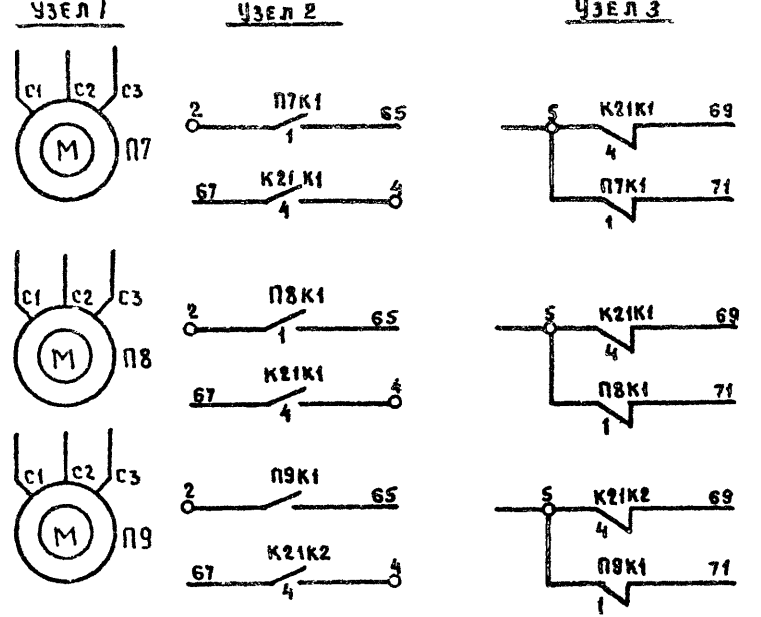 УЗЕЛ 1
УЗЕЛ 2
УЗЕЛ 3
С1 С2 С3
М П7
2 П7К1 65
1
67 К21К1 4
4
5 К21К1 69
4
П7К1 71
1
С1 С2 С3
М П8
2 П8К1 65
1
67 К21К1 4
4
5 К21К1 69
4
П8К1 71
1
С1 С2 С3
М П9
2 П9К1 65
67 К21К2 4
4
5 К21К2 69
4
П9К1 71
1